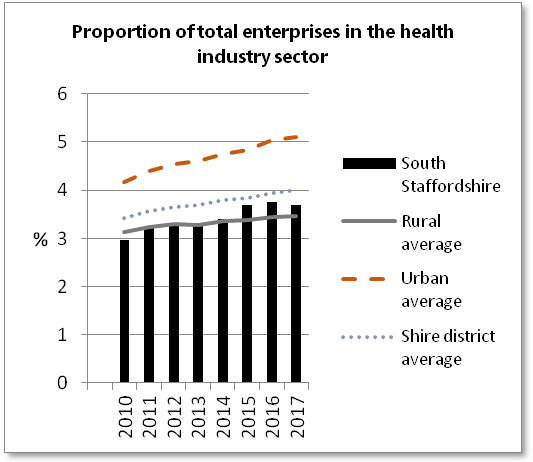 Proportion of total enterprises in the health
industry sector
6
5
4
3
2
1
0
%
2010
2011
2012
2013
2014
2015
2016
2017
South
Staffordshire
Rural
average
Urban
average
Shire district
average